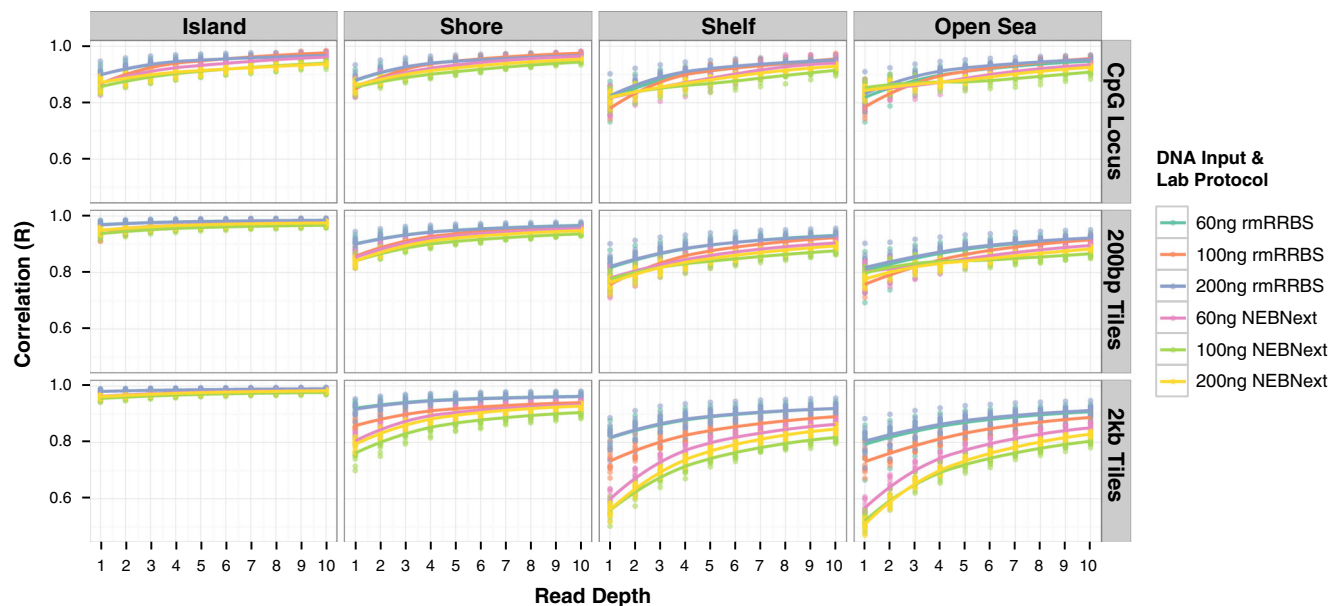 Island Shore Shelf Open Sea
1.0
0.8
0.6
CpG Locus
1.0
0.8
0.6
200bp Tiles
1.0
0.8
0.6
2kb Tiles
Correlation (R)
1 2 3 4 5 6 7 8 9 10 1 2 3 4 5 6 7 8 9 10 1 2 3 4 5 6 7 8 9 10 1 2 3 4 5 6 7 8 9 10
Read Depth
DNA Input &
Lab Protocol
60ng rmRRBS
100ng rmRRBS
200ng rmRRBS
60ng NEBNext
100ng NEBNext
200ng NEBNext